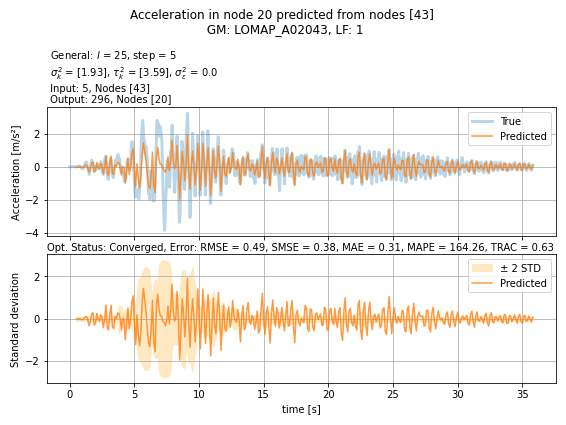 Acceleration in node 20 predicted from nodes [43]
GM: LOMAP_A02043, LF: 1
General: l = 25, step = 5
σ²ₖ = [1.93], τ²ₖ = [3.59], σ²_ε = 0.0
Input: 5, Nodes [43]
Output: 296, Nodes [20]
Acceleration [m/s²]
2
0
−2
−4
True
Predicted
Opt. Status: Converged, Error: RMSE = 0.49, SMSE = 0.38, MAE = 0.31, MAPE = 164.26, TRAC = 0.63
Standard deviation
2
0
−2
± 2 STD
Predicted
0 5 10 15 20 25 30 35
time [s]